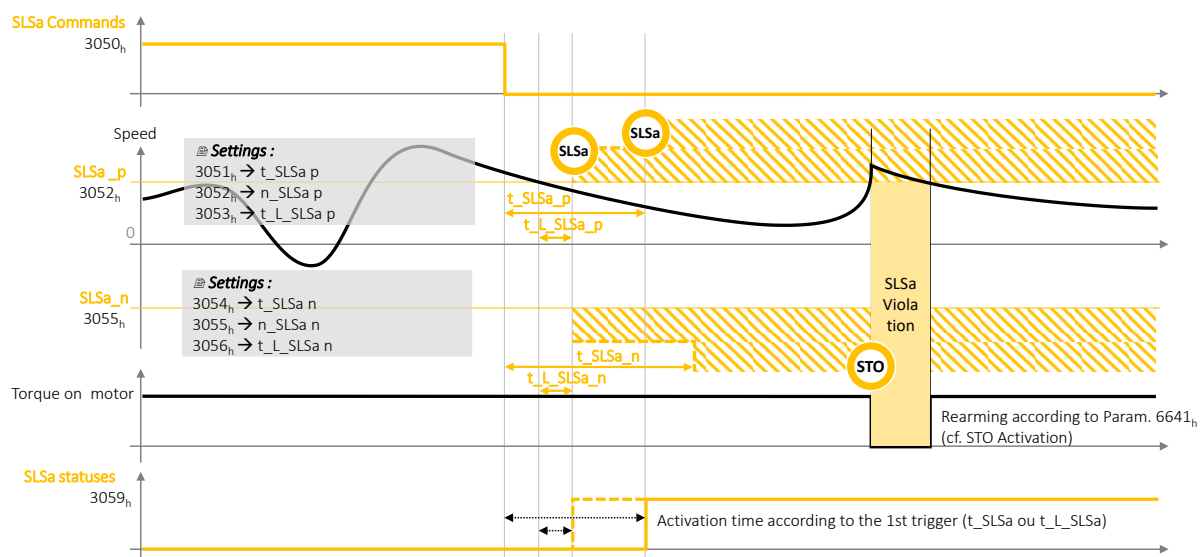 SLSa Commands
3050h
Speed
SLSa _p
3052h
0
Settings :
3051h → t_SLSa p
3052h → n_SLSa p
3053h → t_L_SLSa p
SLSa
SLSa
t_SLSa_p
t_L_SLSa_p
Settings :
3054h → t_SLSa n
3055h → n_SLSa n
3056h → t_L_SLSa n
SLSa_n
3055h
SLSa
Viola
tion
t_SLSa_n
t_L_SLSa_n
STO
Torque on motor
Rearming according to Param. 6641h
(cf. STO Activation)
SLSa statuses
3059h
Activation time according to the 1st trigger (t_SLSa ou t_L_SLSa)